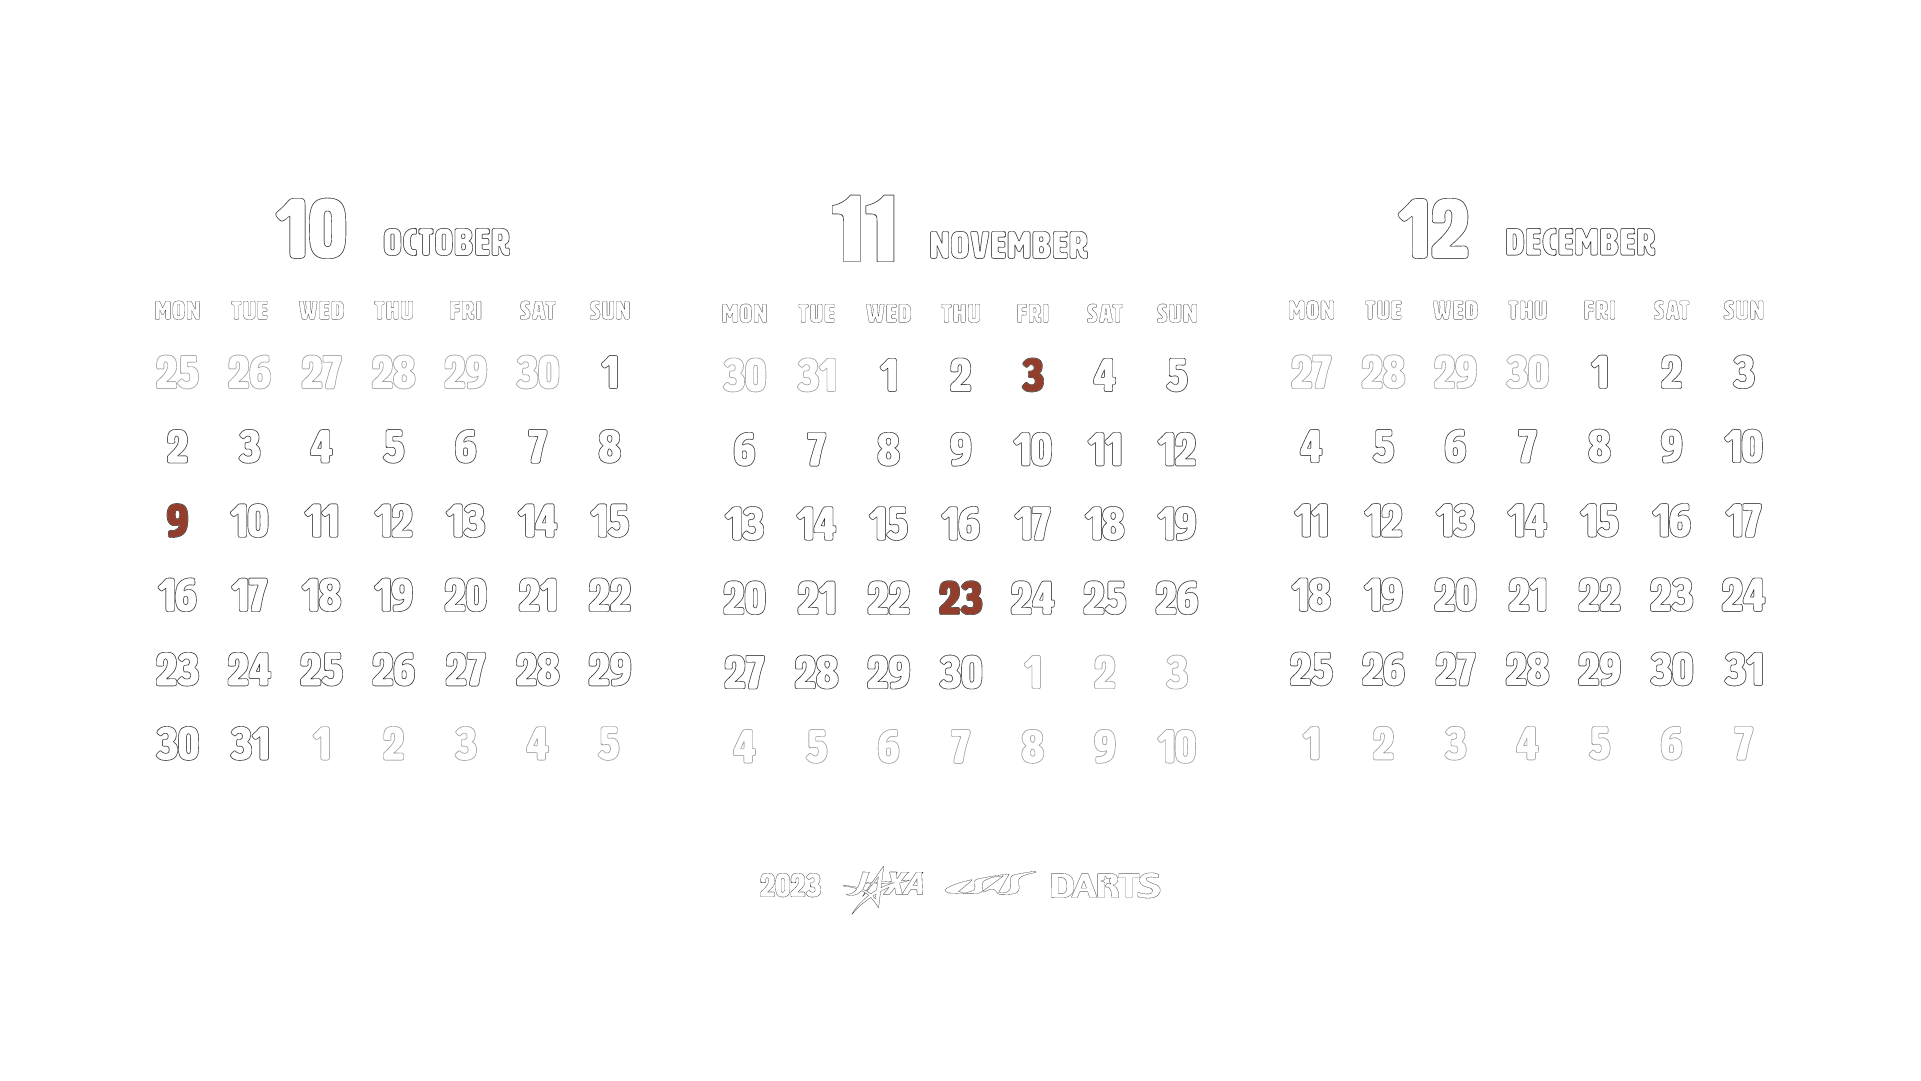 10 OCTOBER
MON TUE WED THU FRI SAT SUN
25 26 27 28 29 30 1
2 3 4 5 6 7 8
9 10 11 12 13 14 15
16 17 18 19 20 21 22
23 24 25 26 27 28 29
30 31 1 2 3 4 5
11 NOVEMBER
MON TUE WED THU FRI SAT SUN
30 31 1 2 3 4 5
6 7 8 9 10 11 12
13 14 15 16 17 18 19
20 21 22 23 24 25 26
27 28 29 30 1 2 3
4 5 6 7 8 9 10
12 DECEMBER
MON TUE WED THU FRI SAT SUN
27 28 29 30 1 2 3
4 5 6 7 8 9 10
11 12 13 14 15 16 17
18 19 20 21 22 23 24
25 26 27 28 29 30 31
1 2 3 4 5 6 7
2023 JAXA ISAS DARTS